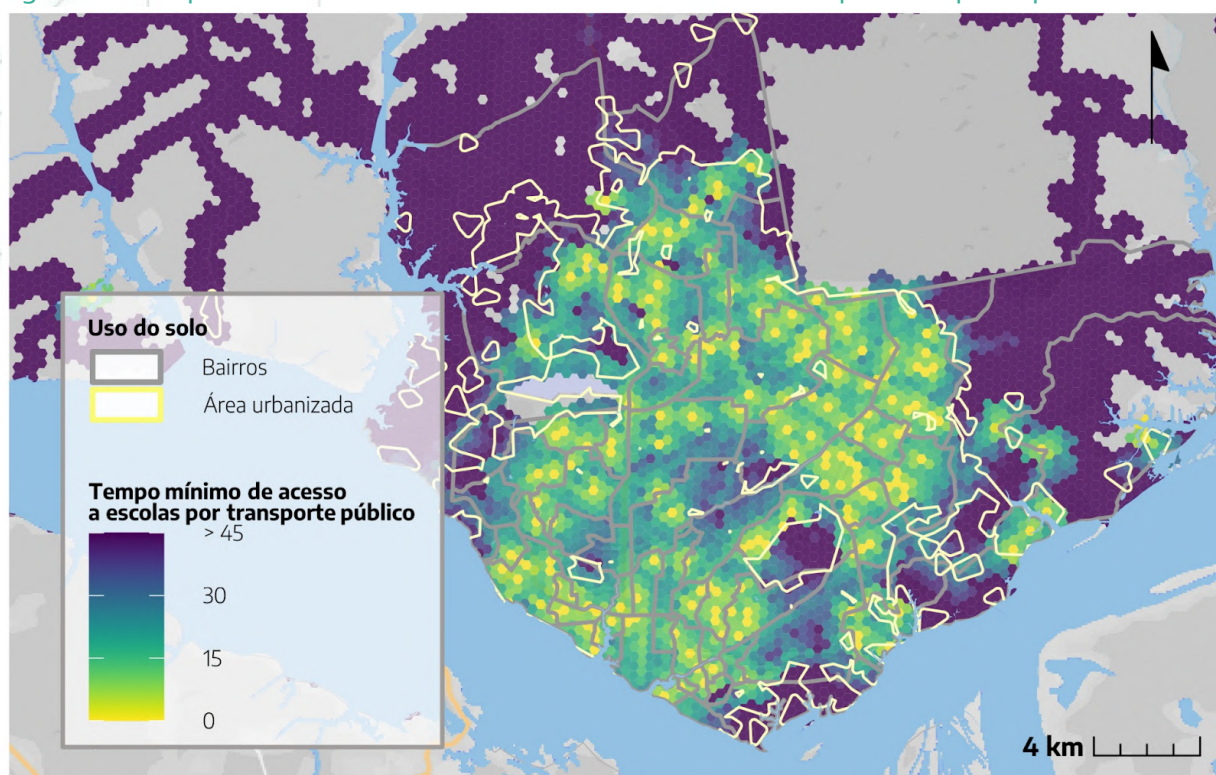 Uso do solo
Bairros
Área urbanizada
Tempo mínimo de acesso
a escolas por transporte público
> 45
30
15
0
4 km